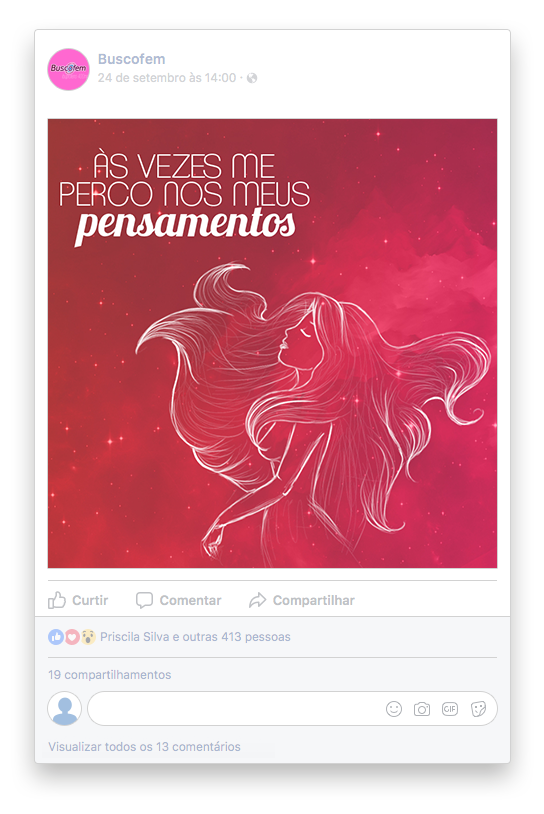 Buscofem
Buscofem
24 de setembro às 14:00 ·
ÀS VEZES ME
PERCO NOS MEUS
pensamentos
Curtir Comentar Compartilhar
Priscila Silva e outras 413 pessoas
19 compartilhamentos
GIF
Visualizar todos os 13 comentários